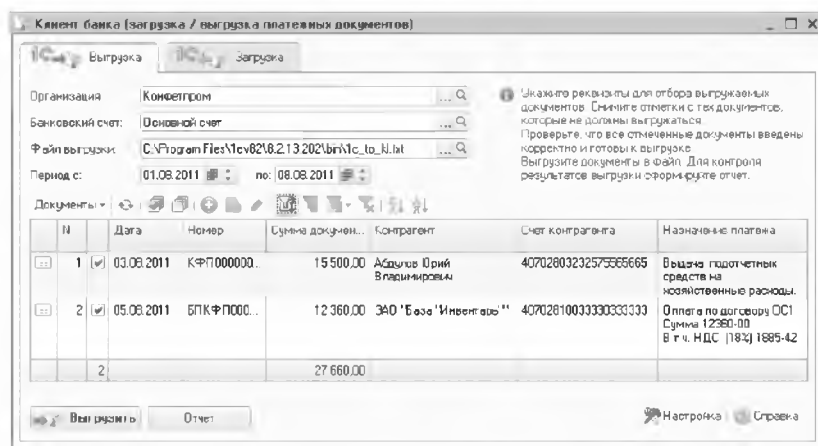 Клиент банка (загрузка / выгрузка платежных документов)
Выгрузка Загрузка
Организация Конфетпром
Банковский счет: Основной счет
Файл выгрузки: C:\Program Files\1cv82\8.2.13.202\bin\1c_to_kl.txt
Период с: 01.08.2011 по: 08.08.2011
Укажите реквизиты для отбора выгружаемых
документов. Снимите отметки с тех документов,
которые не должны выгружаться.
Проверьте, что все отмеченные документы введены
корректно и готовы к выгрузке.
Выгрузите документы в файл. Для контроля
результатов выгрузки сформируйте отчет.
Документы
N Дата Номер Сумма докумен... Контрагент Счет контрагента Назначение платежа
1 03.08.2011 КФП000000... 15 500,00 Абдулов Юрий 40702803232575565665 Выдача подотчетных
Владимирович средств на
хозяйственные расходы.
2 05.08.2011 БПКФП000... 12 360,00 ЗАО "База "Инвентарь"" 40702810033330333333 Оплата по договору ОС1
Сумма 12360-00
В т.ч. НДС (18%) 1885-42
2 27 660,00
Выгрузить Отчет Настройка Справка